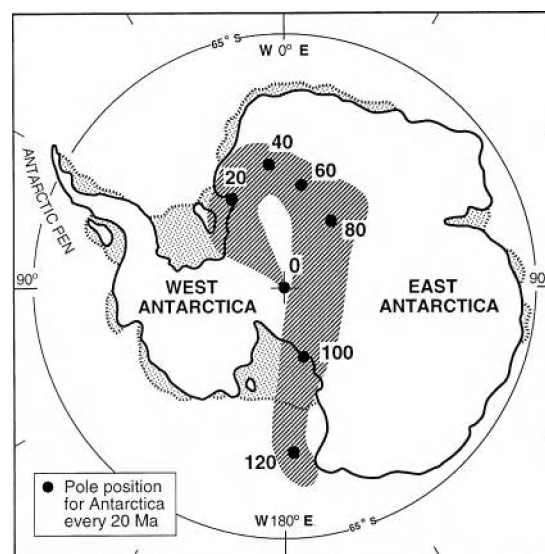 65° S
W 0° E
40
20
60
80
ANTARCTIC PEN
0
90°
90°
WEST
ANTARCTICA
EAST
ANTARCTICA
100
120
Pole position
for Antarctica
every 20 Ma
W 180° E.
65° S